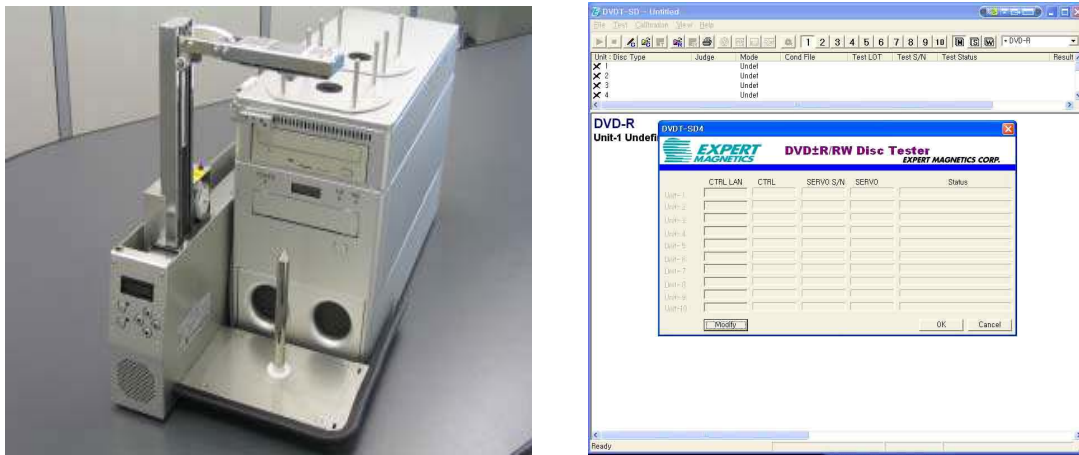 DVDT-SD - Untitled
File Test Calibration View Help
1 2 3 4 5 6 7 8 9 10 DVD-R
Unit : Disc Type Judge Mode Cond File Test LOT Test S/N Test Status Result
1 Undef
2 Undef
3 Undef
4 Undef
DVD-R
Unit-1 Undefi
DVDT-SD4
EXPERT
MAGNETICS
DVD±R/RW Disc Tester
EXPERT MAGNETICS CORP.
CTRL LAN CTRL SERVO S/N SERVO Status
Unit- 1
Unit- 2
Unit- 3
Unit- 4
Unit- 5
Unit- 6
Unit- 7
Unit- 8
Unit- 9
Unit-10
Modify OK Cancel
Ready